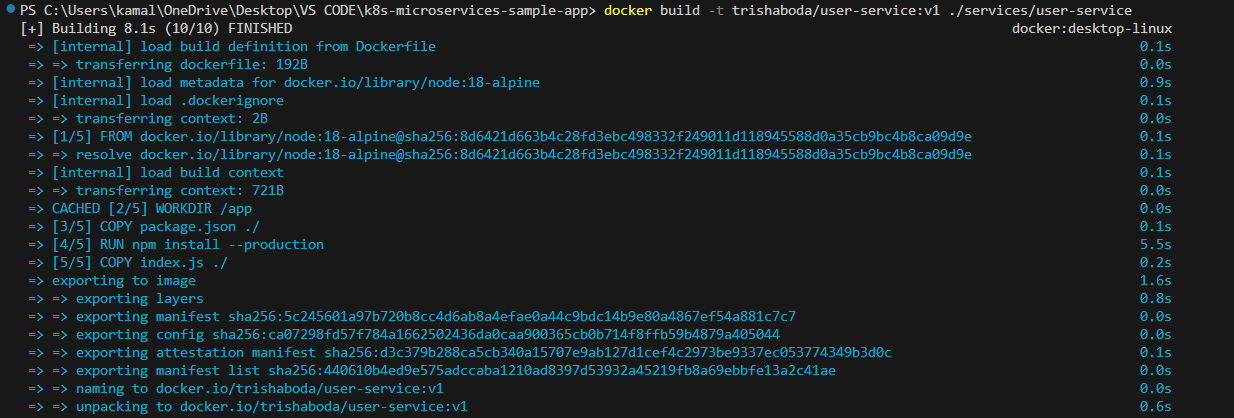 PS C:\Users\kamal\OneDrive\Desktop\VS CODE\k8s-microservices-sample-app> docker build -t trishaboda/user-service:v1 ./services/user-service
[+] Building 8.1s (10/10) FINISHED docker:desktop-linux
=> [internal] load build definition from Dockerfile 0.1s
=> => transferring dockerfile: 192B 0.0s
=> [internal] load metadata for docker.io/library/node:18-alpine 0.9s
=> [internal] load .dockerignore 0.1s
=> => transferring context: 2B 0.0s
=> [1/5] FROM docker.io/library/node:18-alpine@sha256:8d6421d663b4c28fd3ebc498332f249011d118945588d0a35cb9bc4b8ca09d9e 0.1s
=> => resolve docker.io/library/node:18-alpine@sha256:8d6421d663b4c28fd3ebc498332f249011d118945588d0a35cb9bc4b8ca09d9e 0.1s
=> [internal] load build context 0.1s
=> => transferring context: 721B 0.0s
=> CACHED [2/5] WORKDIR /app 0.0s
=> [3/5] COPY package.json ./ 0.1s
=> [4/5] RUN npm install --production 5.5s
=> [5/5] COPY index.js ./ 0.2s
=> exporting to image 1.6s
=> => exporting layers 0.8s
=> => exporting manifest sha256:5c245601a97b720b8cc4d6ab8a4efae0a44c9bdc14b9e80a4867ef54a881c7c7 0.0s
=> => exporting config sha256:ca07298fd57f784a1662502436da0caa900365cb0b714f8ffb59b4879a405044 0.0s
=> => exporting attestation manifest sha256:d3c379b288ca5cb340a15707e9ab127d1cef4c2973be9337ec053774349b3d0c 0.1s
=> => exporting manifest list sha256:440610b4ed9e575adccaba1210ad8397d53932a45219fb8a69ebbfe13a2c41ae 0.0s
=> => naming to docker.io/trishaboda/user-service:v1 0.0s
=> => unpacking to docker.io/trishaboda/user-service:v1 0.6s